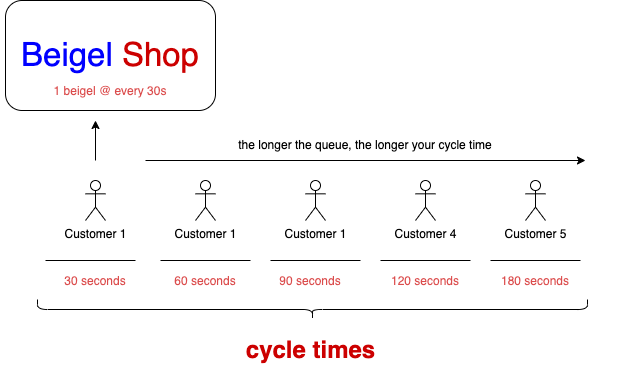 Beigel Shop
1 beigel @ every 30s
the longer the queue, the longer your cycle time
Customer 1
Customer 1
Customer 1
Customer 4
Customer 5
30 seconds
60 seconds
90 seconds
120 seconds
180 seconds
cycle times